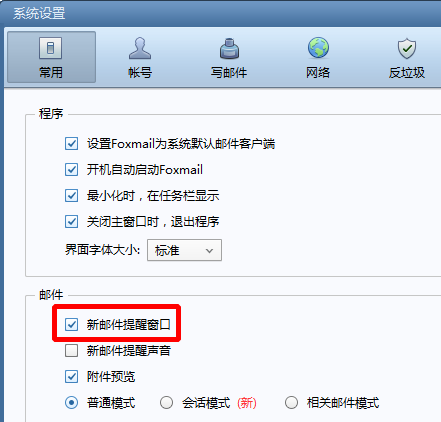 系统设置
常用 帐号 写邮件 网络 反垃圾
程序
设置Foxmail为系统默认邮件客户端
开机自动启动Foxmail
最小化时，在任务栏显示
关闭主窗口时，退出程序
界面字体大小: 标准
邮件
新邮件提醒窗口
新邮件提醒声音
附件预览
普通模式 会话模式 (新) 相关邮件模式